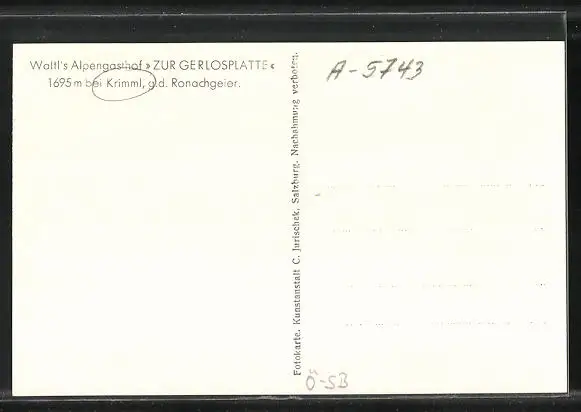 Waltl's Alpengasthof »ZUR GERLOSPLATTE«
1695 m bei Krimml, g.d. Ronachgeier.
Fotokarte. Kunstanstalt C. Jurischek, Salzburg. Nachahmung verboten.
A-5743
Ö-SB